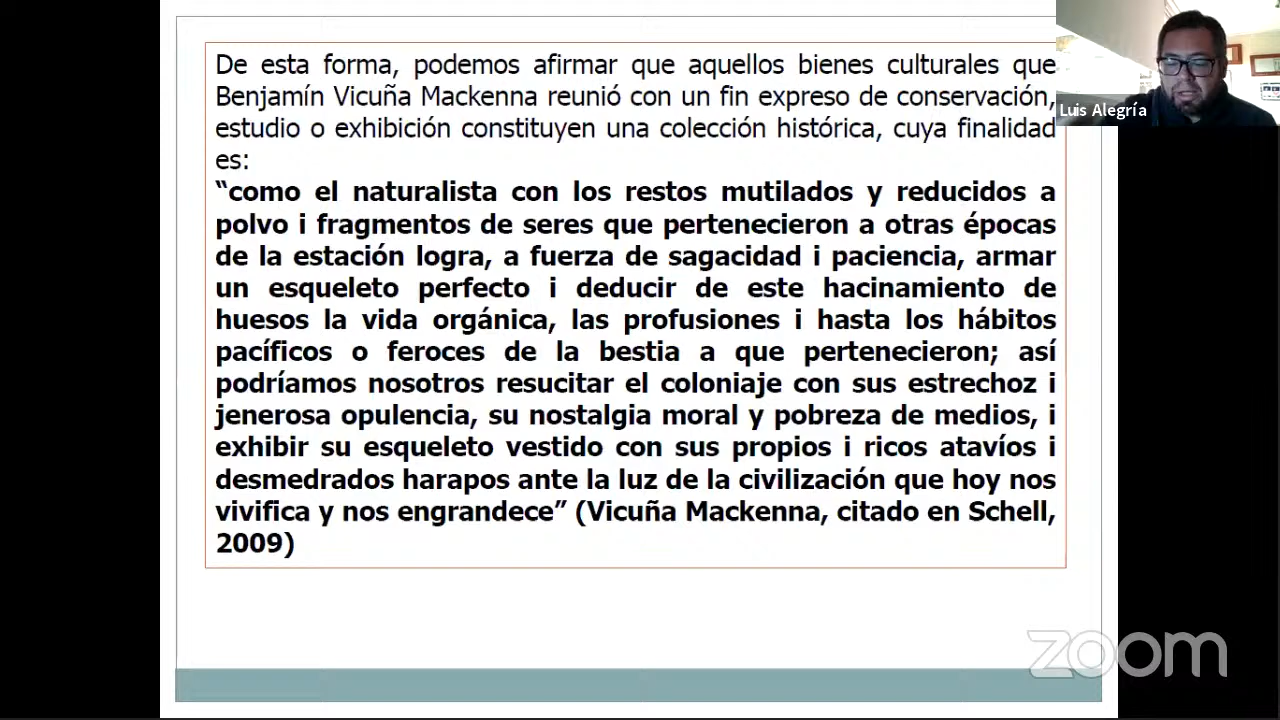 De esta forma, podemos afirmar que aquellos bienes culturales que
Benjamín Vicuña Mackenna reunió con un fin expreso de conservación,
estudio o exhibición constituyen una colección histórica, cuya finalidad
es:
“como el naturalista con los restos mutilados y reducidos a
polvo i fragmentos de seres que pertenecieron a otras épocas
de la estación logra, a fuerza de sagacidad i paciencia, armar
un esqueleto perfecto i deducir de este hacinamiento de
huesos la vida orgánica, las profusiones i hasta los hábitos
pacíficos o feroces de la bestia a que pertenecieron; así
podríamos nosotros resucitar el coloniaje con sus estrechoz i
jenerosa opulencia, su nostalgia moral y pobreza de medios, i
exhibir su esqueleto vestido con sus propios i ricos atavíos i
desmedrados harapos ante la luz de la civilización que hoy nos
vivifica y nos engrandece” (Vicuña Mackenna, citado en Schell,
2009)
Luis Alegría
zoom